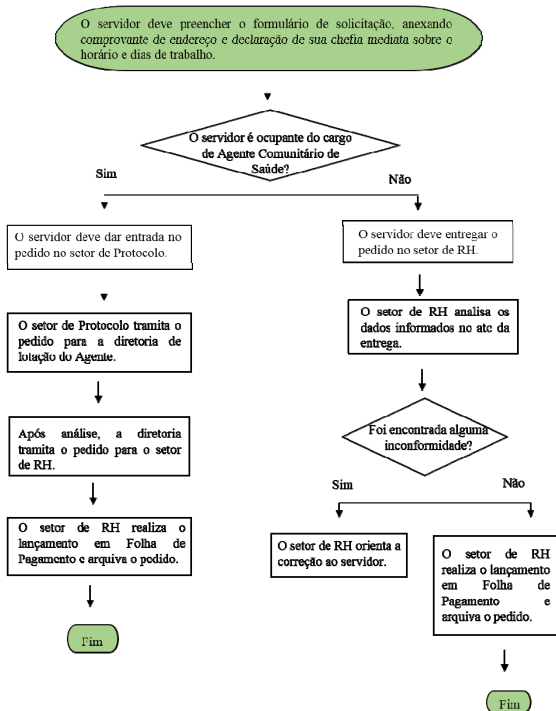 O servidor deve preencher o formulário de solicitação, anexando
comprovante de endereço e declaração de sua chefia mediata sobre o
horário e dias de trabalho.
O servidor é ocupante do cargo
de Agente Comunitário de
Saúde?
Sim
Não
O servidor deve dar entrada no
pedido no setor de Protocolo.
O setor de Protocolo tramita o
pedido para a diretoria de
lotação do Agente.
Após análise, a diretoria
tramita o pedido para o setor
de RH.
O setor de RH realiza o
lançamento em Folha de
Pagamento e arquiva o pedido.
Fim
O servidor deve entregar o
pedido no setor de RH.
O setor de RH analisa os
dados informados no ato da
entrega.
Foi encontrada alguma
inconformidade?
Sim
Não
O setor de RH orienta a
correção ao servidor.
O setor de RH
realiza o lançamento
em Folha de
Pagamento e
arquiva o pedido.
Fim